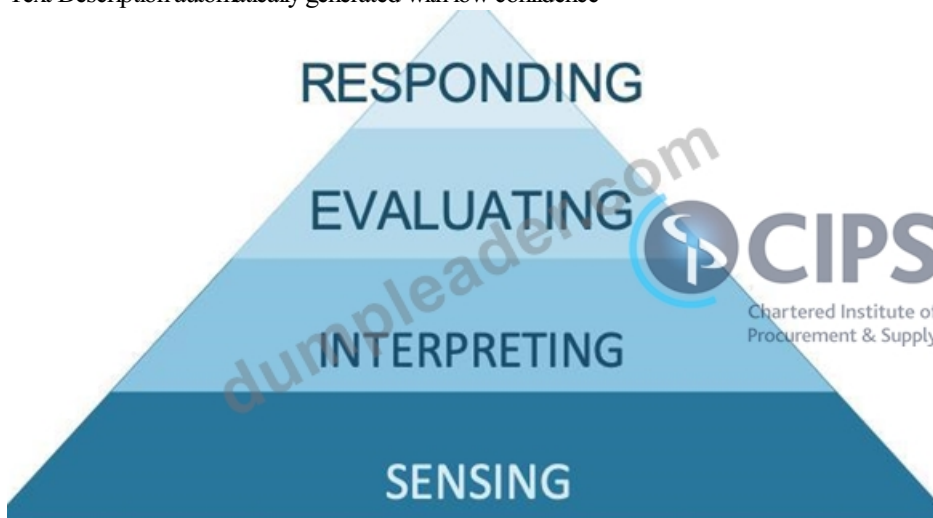 Text Description automatically generated with low confidence
RESPONDING
EVALUATING
INTERPRETING
SENSING
dumpleader.com
CIPS
Chartered Institute of
Procurement & Supply